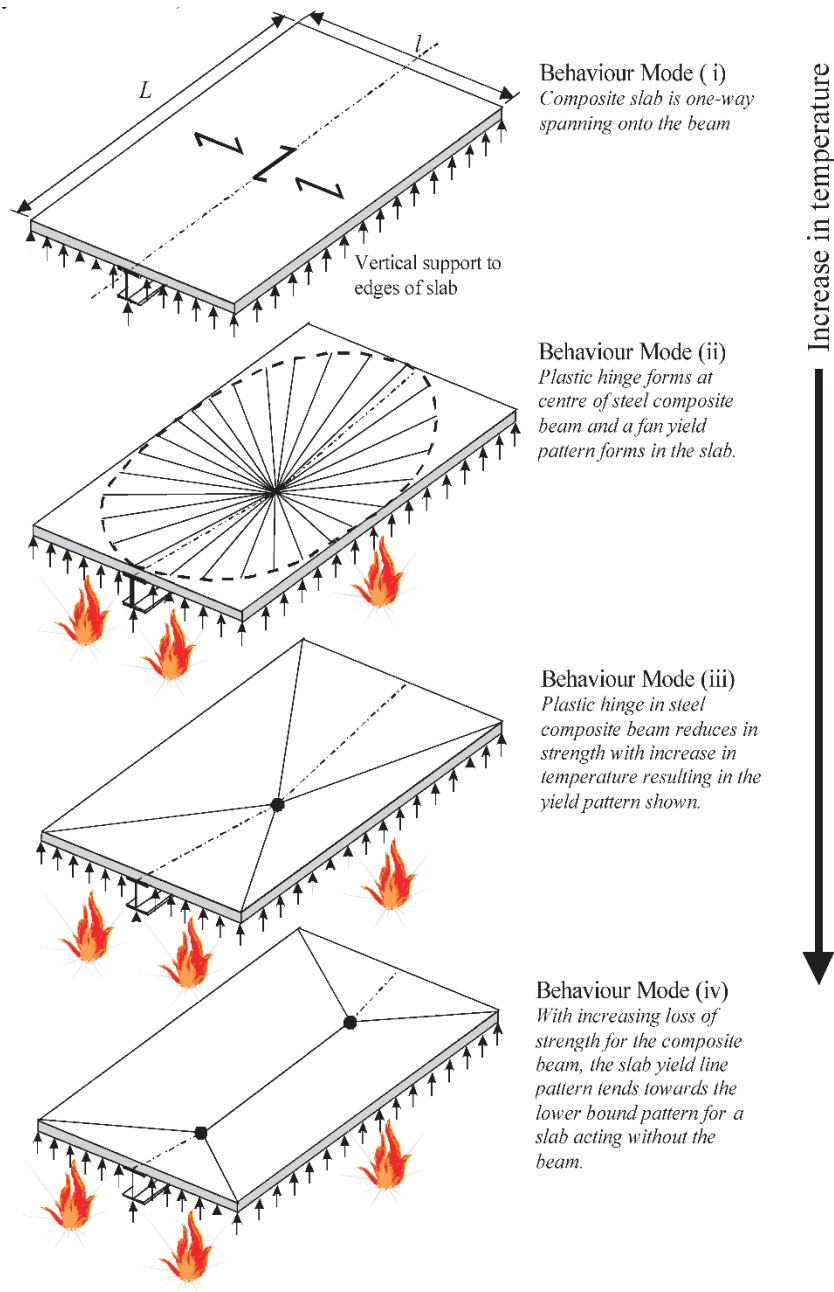 L
l
Behaviour Mode ( i)
Composite slab is one-way
spanning onto the beam
Increase in temperature
Vertical support to
edges of slab
Behaviour Mode (ii)
Plastic hinge forms at
centre of steel composite
beam and a fan yield
pattern forms in the slab.
Behaviour Mode (iii)
Plastic hinge in steel
composite beam reduces in
strength with increase in
temperature resulting in the
yield pattern shown.
Behaviour Mode (iv)
With increasing loss of
strength for the composite
beam, the slab yield line
pattern tends towards the
lower bound pattern for a
slab acting without the
beam.